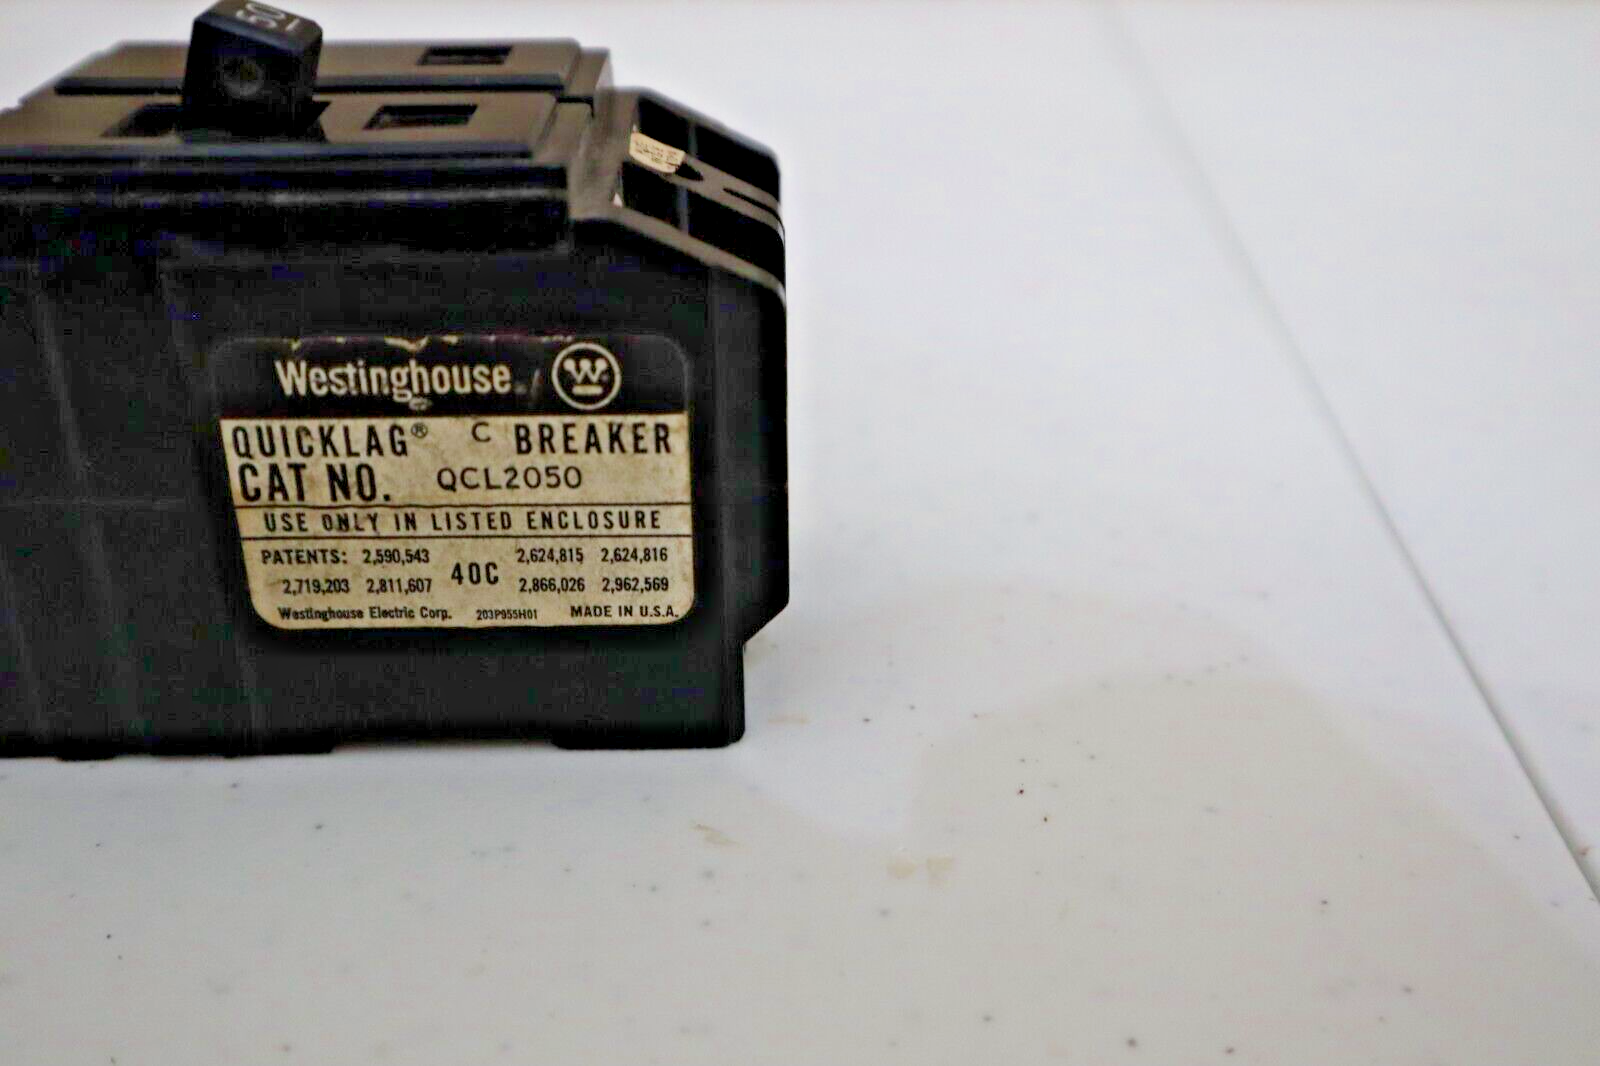 50
Westinghouse W
QUICKLAG® C BREAKER
CAT NO. QCL2050
USE ONLY IN LISTED ENCLOSURE
PATENTS: 2,590,543 2,624,815 2,624,816
2,719,203 2,811,607 40C 2,866,026 2,962,569
Westinghouse Electric Corp. 203P955H01 MADE IN U.S.A.